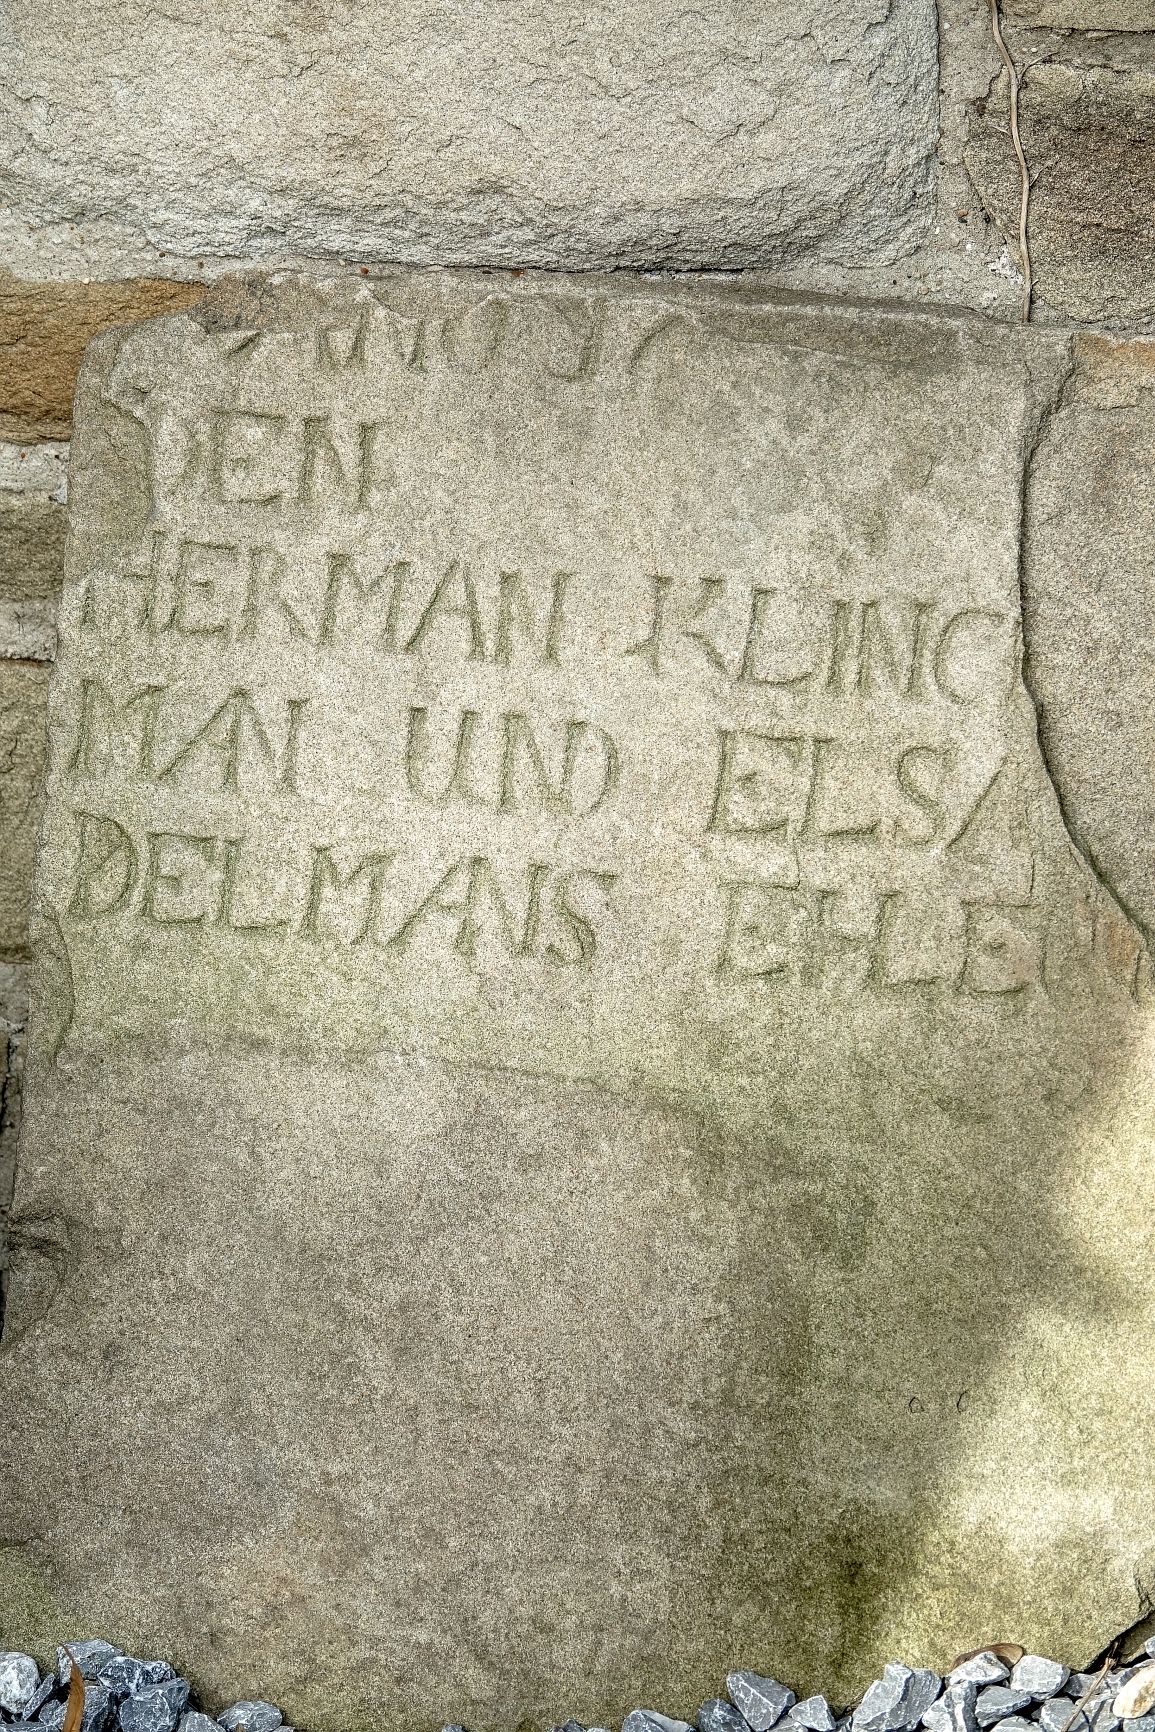 DEN
HERMAN KLINC
MAN UND ELSA
DELMANS EHLE